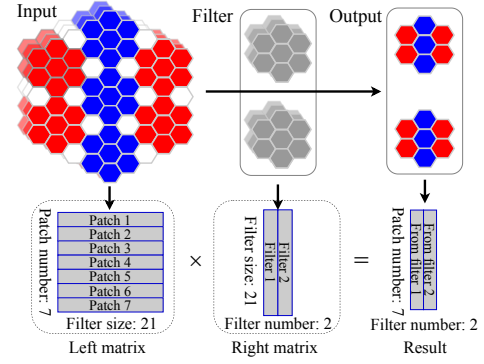 Input
Filter
Output
Patch number: 7
Patch 1
Patch 2
Patch 3
Patch 4
Patch 5
Patch 6
Patch 7
Filter size: 21
Left matrix
×
Filter size: 21
Filter 1
Filter 2
Filter number: 2
Right matrix
=
Patch number: 7
From filter 1
From filter 2
Filter number: 2
Result